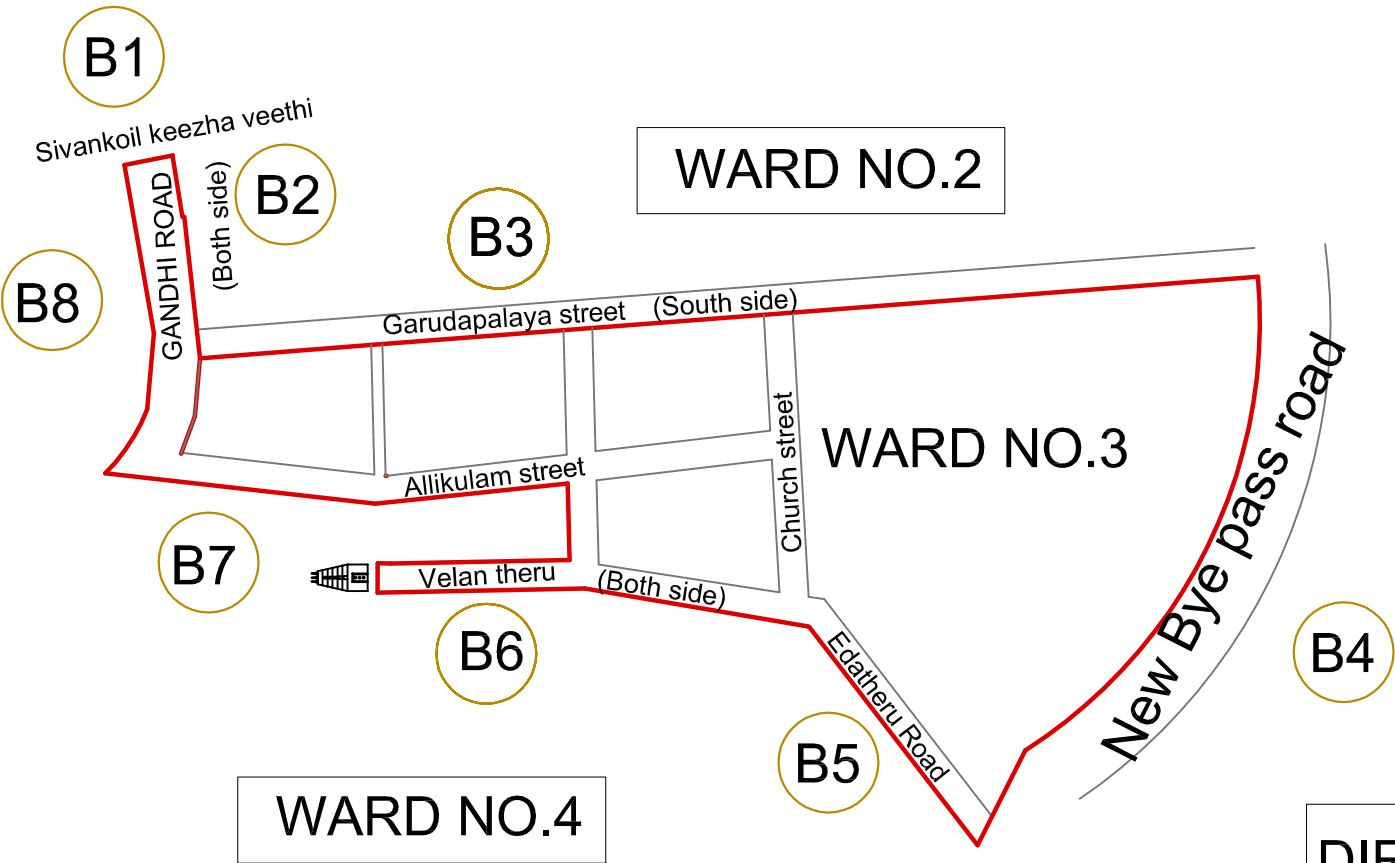 B1
Sivankoil keezha veethi
WARD NO.2
GANDHI ROAD
(Both side)
B2
B3
B8
Garudapalaya street (South side)
New Bye pass road
Church street
WARD NO.3
Allikulam street
B7
Velan theru (Both side)
B6
B4
Edatheru Road
B5
WARD NO.4